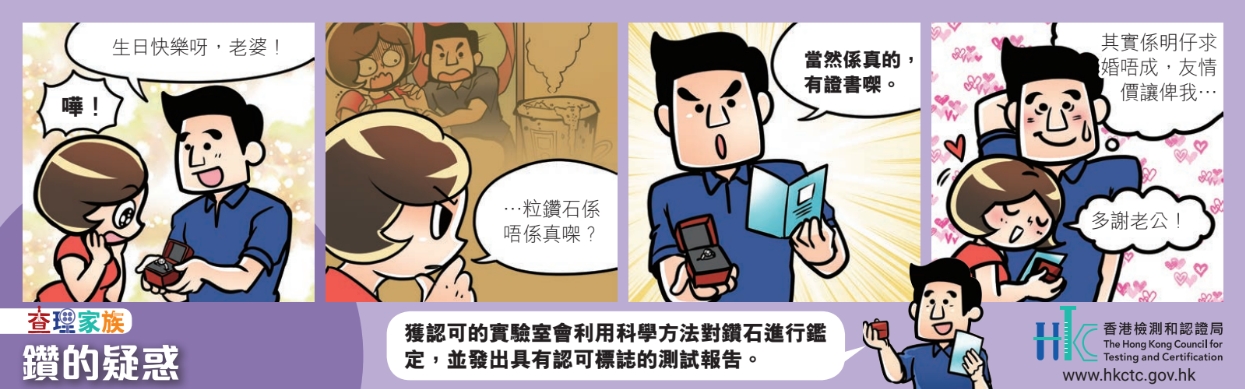 生日快樂呀，老婆！
嘩！
…粒鑽石係
唔係真㗎？
當然係真的，
有證書㗎。
其實係明仔求
婚唔成，友情
價讓俾我…
多謝老公！
查理家族
鑽的疑惑
獲認可的實驗室會利用科學方法對鑽石進行鑑
定，並發出具有認可標誌的測試報告。
HKTC
香港檢測和認證局
The Hong Kong Council for
Testing and Certification
www.hkctc.gov.hk